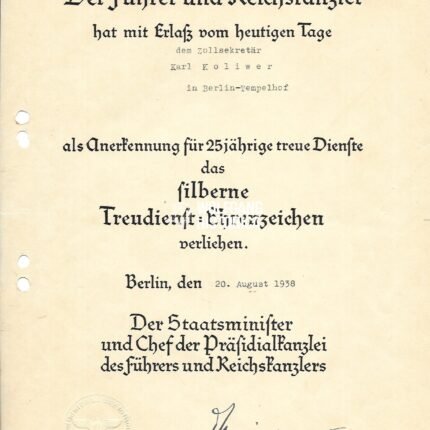 Der Führer und Reichskanzler
hat mit Erlaß vom heutigen Tage
dem Zollsekretär
Karl Koliwer
in Berlin-Tempelhof
als Anerkennung für 25jährige treue Dienste
das
silberne
Treudienst-Ehrenzeichen
verliehen.
Berlin, den 20. August 1938
Der Staatsminister
und Chef der Präsidialkanzlei
des Führers und Reichskanzlers